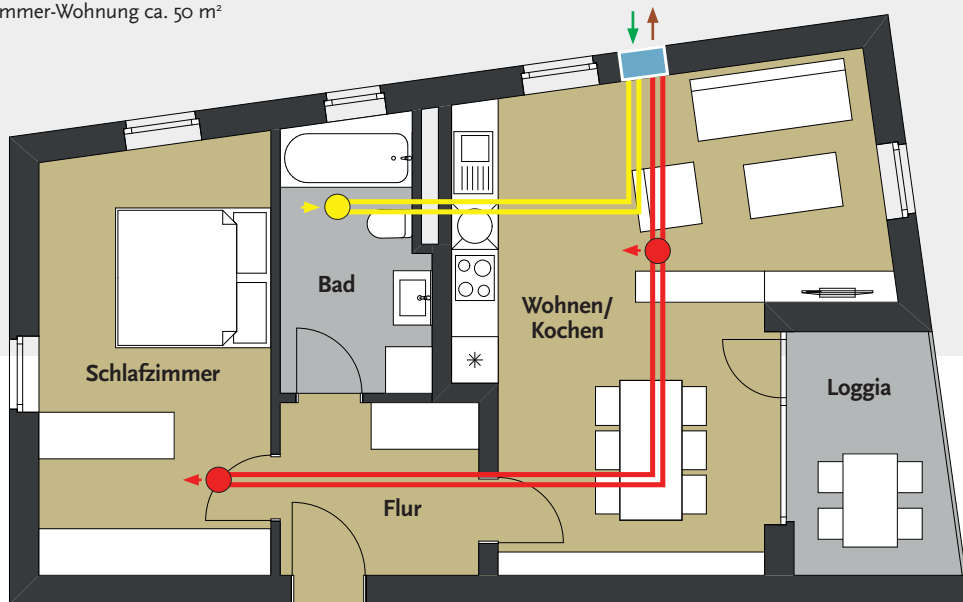 mmer-Wohnung ca. 50 m²
Bad
Wohnen/
Kochen
Schlafzimmer
Loggia
Flur